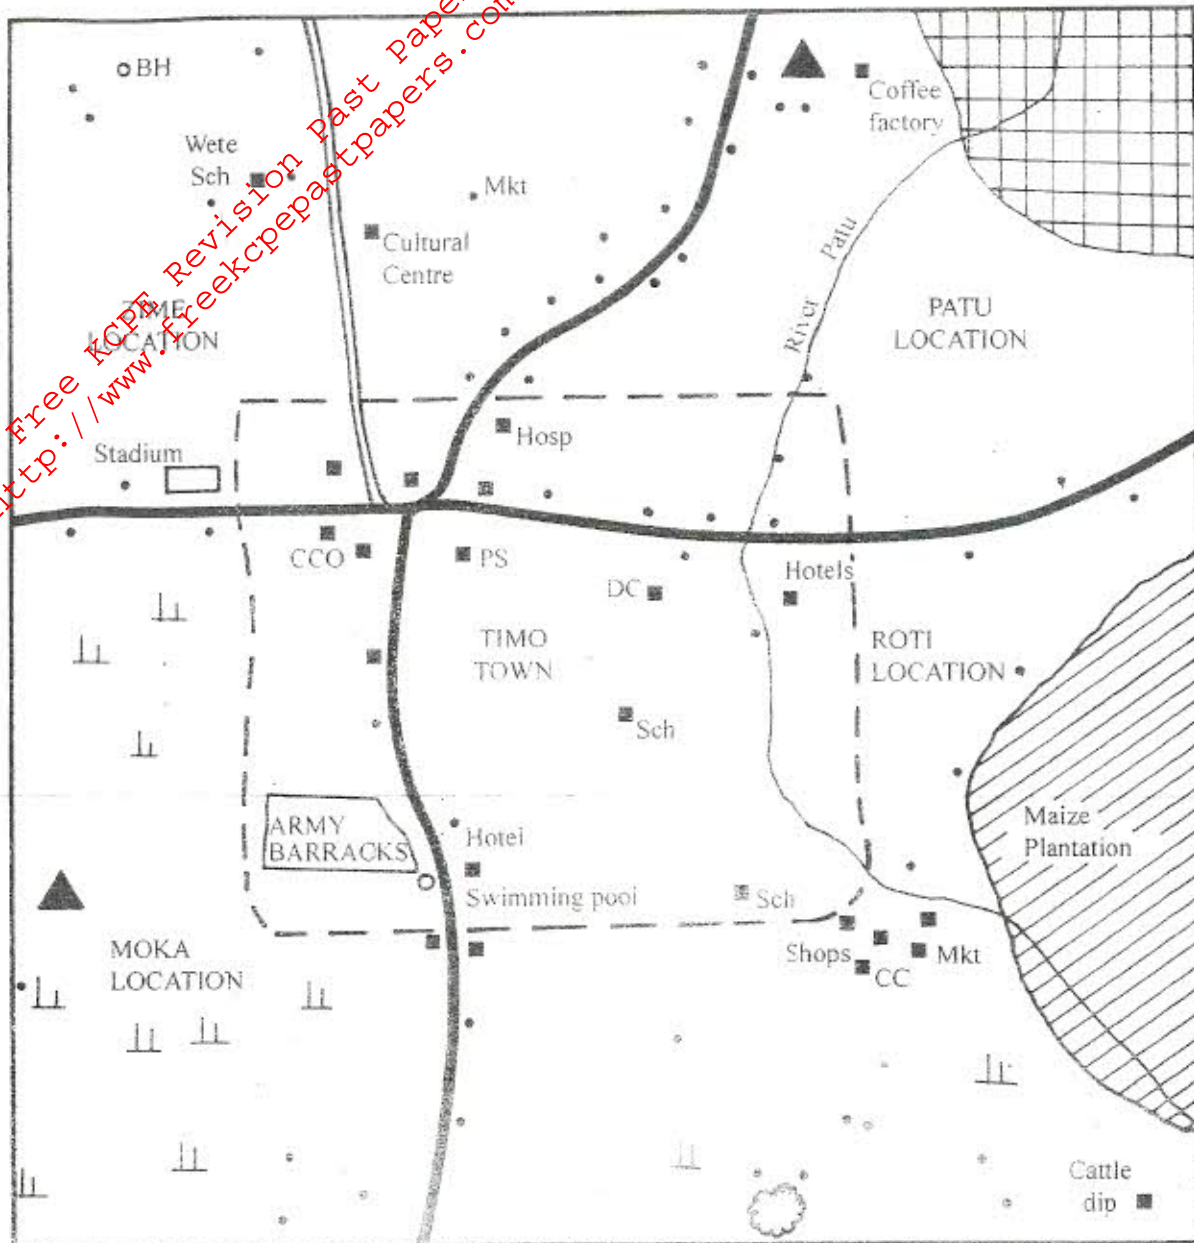 Free KCPE Revision Past Papers
http://www.freekcpepastpapers.com
BH
Coffee
factory
Wete
Sch
Mkt
Cultural
Centre
River Patu
ZIME
LOCATION
PATU
LOCATION
Hosp
Stadium
CCO
PS
DC
Hotels
TIMO
TOWN
ROTI
LOCATION
Sch
ARMY
BARRACKS
Hotel
Maize
Plantation
Swimming pool
Sch
MOKA
LOCATION
Shops
Mkt
CC
Cattle
dip